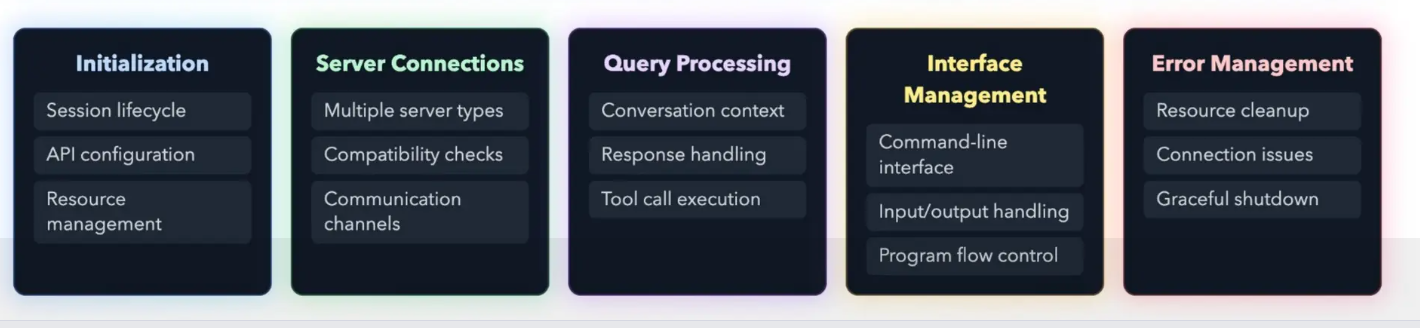 Initialization
Session lifecycle
API configuration
Resource
management
Server Connections
Multiple server types
Compatibility checks
Communication
channels
Query Processing
Conversation context
Response handling
Tool call execution
Interface
Management
Command-line
interface
Input/output handling
Program flow control
Error Management
Resource cleanup
Connection issues
Graceful shutdown